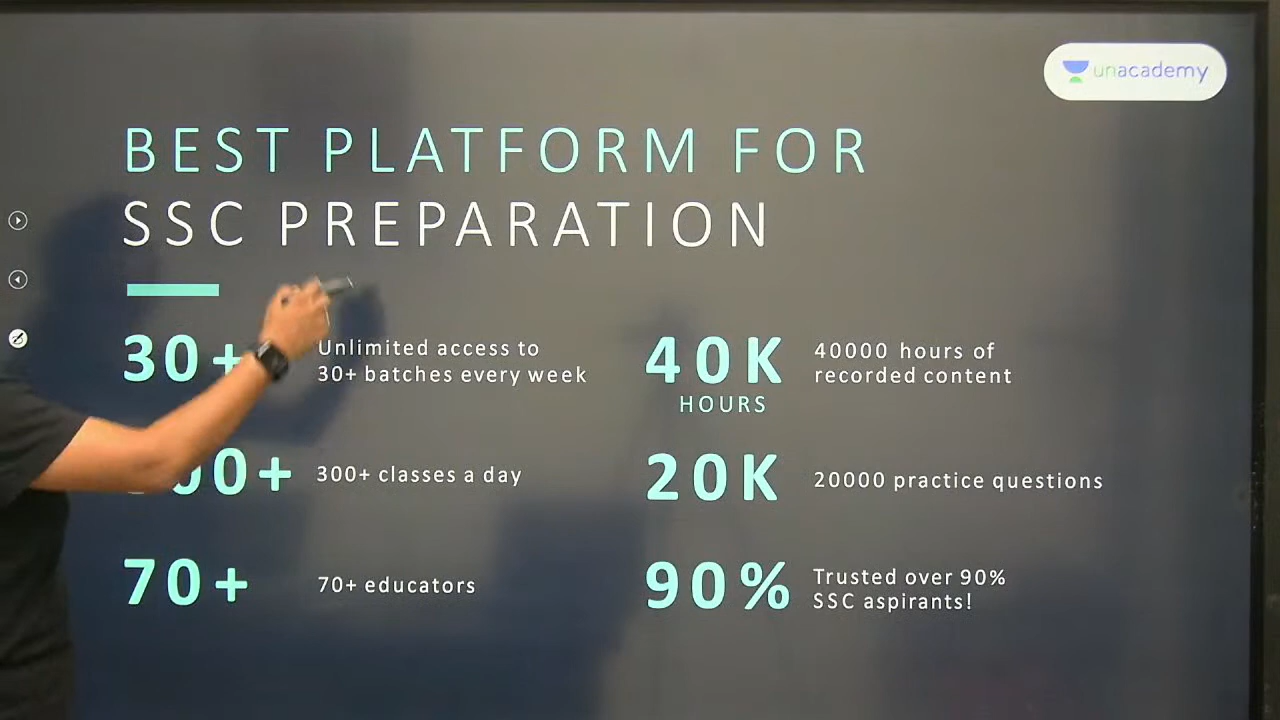 unacademy
BEST PLATFORM FOR
SSC PREPARATION
30+
Unlimited access to
30+ batches every week
00+
300+ classes a day
70+
70+ educators
40K
HOURS
40000 hours of
recorded content
20K
20000 practice questions
90%
Trusted over 90%
SSC aspirants!